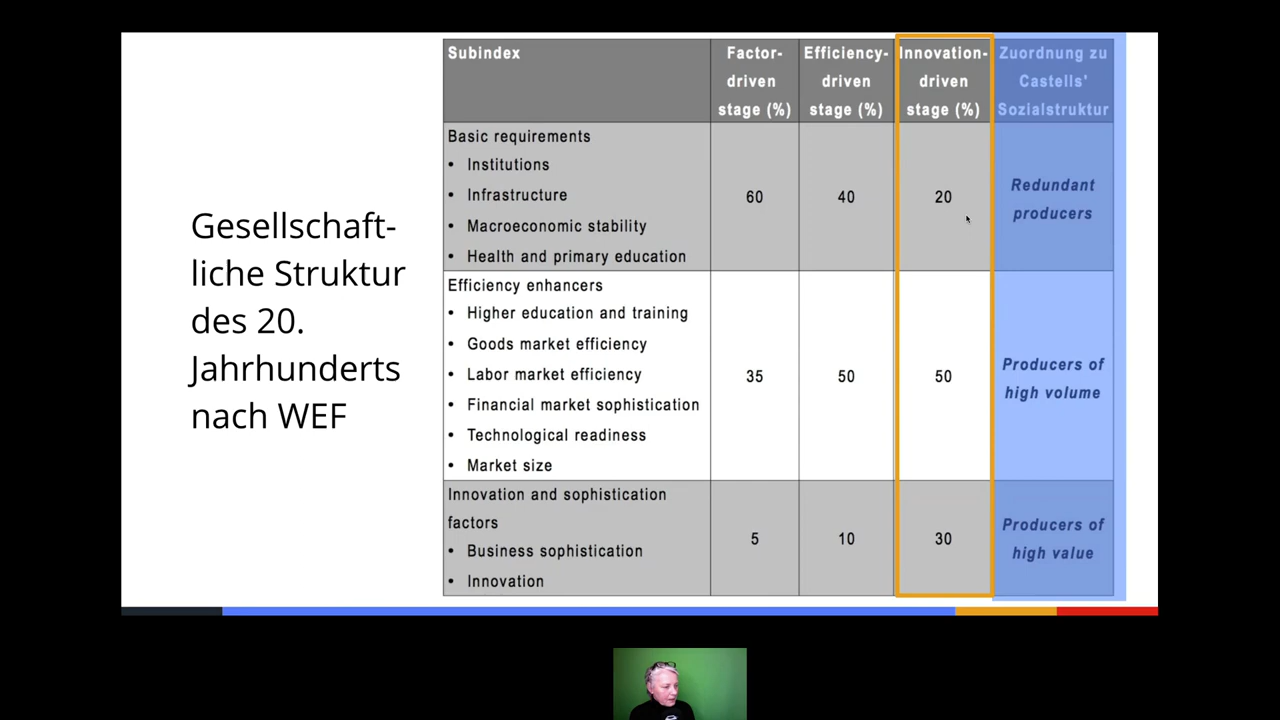 Gesellschaft-
liche Struktur
des 20.
Jahrhunderts
nach WEF
Subindex
Factor-
driven
stage (%)
Efficiency-
driven
stage (%)
Innovation-
driven
stage (%)
Zuordnung zu
Castells'
Sozialstruktur
Basic requirements
• Institutions
• Infrastructure
• Macroeconomic stability
• Health and primary education
60
40
20
Redundant
producers
Efficiency enhancers
• Higher education and training
• Goods market efficiency
• Labor market efficiency
• Financial market sophistication
• Technological readiness
• Market size
35
50
50
Producers of
high volume
Innovation and sophistication
factors
• Business sophistication
• Innovation
5
10
30
Producers of
high value